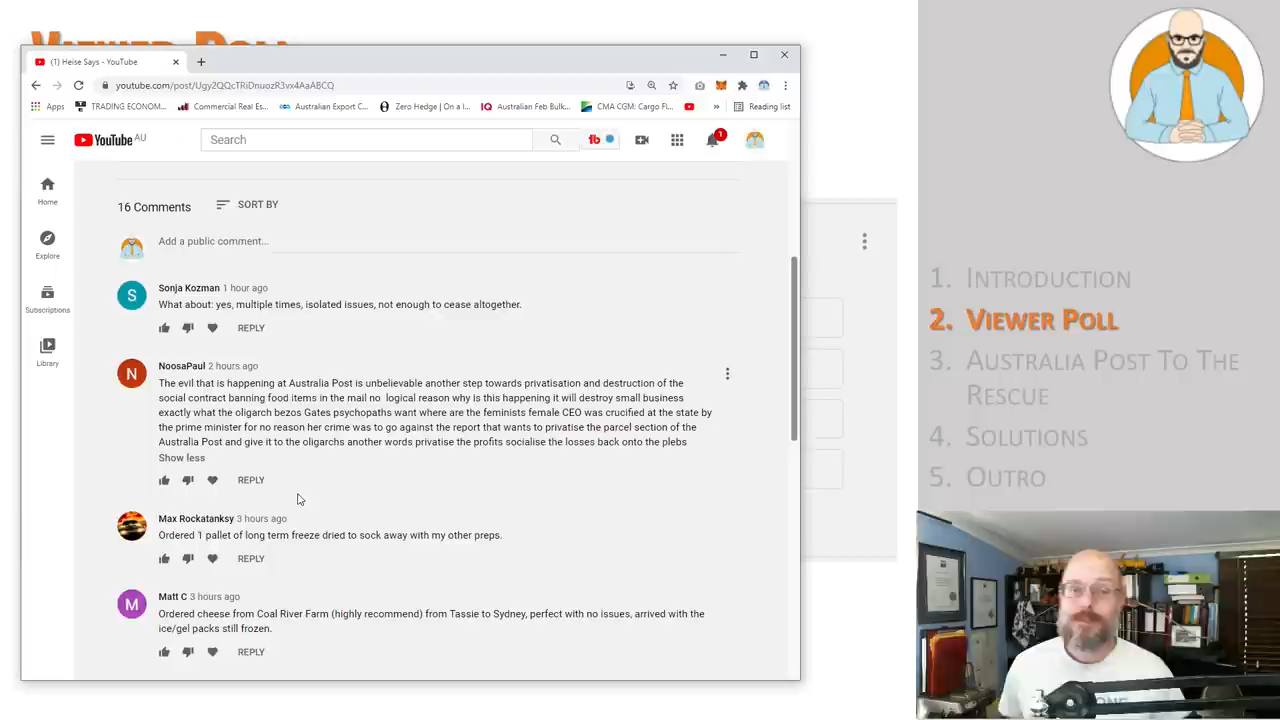 VIEWER POLL
(1) Heise Says - YouTube
youtube.com/post/Ugy2QQcTRiDnuozR3vx4AaABCQ
Apps
TRADING ECONOM...
Commercial Real Es...
Australian Export C...
Zero Hedge | On a l...
IQ Australian Feb Bulk...
CMA CGM: Cargo Fl...
»
Reading list
YouTube AU
Search
tb
1
Home
Explore
Subscriptions
Library
16 Comments
SORT BY
Add a public comment...
S
Sonja Kozman 1 hour ago
What about: yes, multiple times, isolated issues, not enough to cease altogether.
REPLY
N
NoosaPaul 2 hours ago
The evil that is happening at Australia Post is unbelievable another step towards privatisation and destruction of the
social contract banning food items in the mail no logical reason why is this happening it will destroy small business
exactly what the oligarch bezos Gates psychopaths want where are the feminists female CEO was crucified at the state by
the prime minister for no reason her crime was to go against the report that wants to privatise the parcel section of the
Australia Post and give it to the oligarchs another words privatise the profits socialise the losses back onto the plebs
Show less
REPLY
Max Rockatanksy 3 hours ago
Ordered 1 pallet of long term freeze dried to sock away with my other preps.
REPLY
M
Matt C 3 hours ago
Ordered cheese from Coal River Farm (highly recommend) from Tassie to Sydney, perfect with no issues, arrived with the
ice/gel packs still frozen.
REPLY
1. INTRODUCTION
2. VIEWER POLL
3. AUSTRALIA POST TO THE
RESCUE
4. SOLUTIONS
5. OUTRO